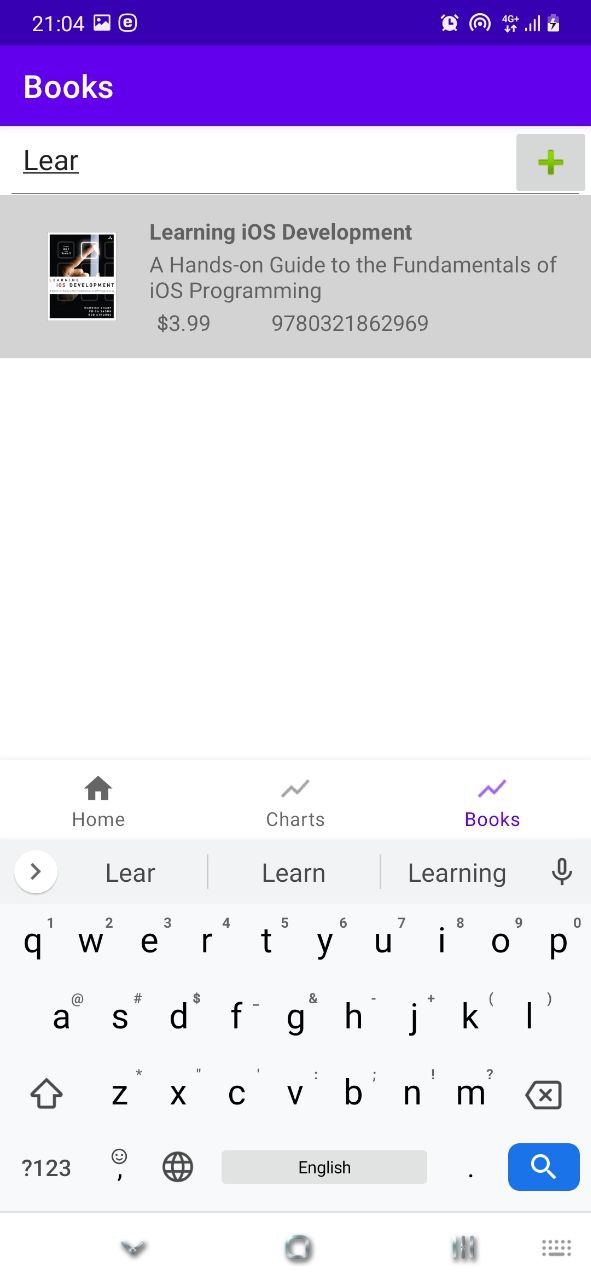 21:04 4G+
Books
Lear
Learning iOS Development
A Hands-on Guide to the Fundamentals of
iOS Programming
$3.99 9780321862969
LEARNING
iOS DEVELOPMENT
Home Charts Books
Lear Learn Learning
q 1 w 2 e 3 r 4 t 5 y 6 u 7 i 8 o 9 p 0
a @ s # d $ f _ g & h - j + k ( l )
z * x " c ' v : b ; n ! m ?
?123 , English .